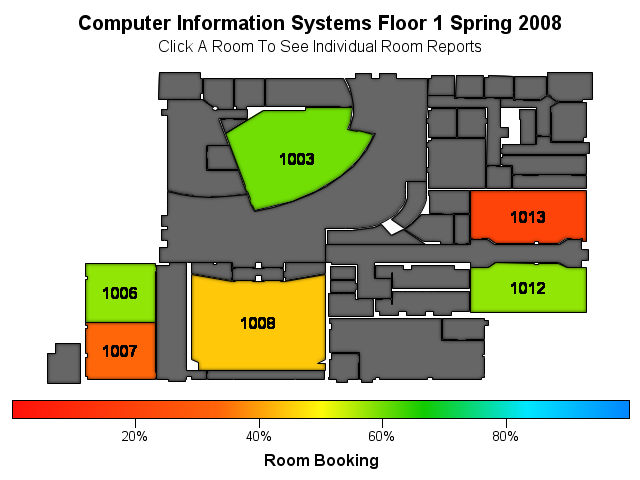 Computer Information Systems Floor 1 Spring 2008
Click A Room To See Individual Room Reports
1003
1013
1006
1012
1008
1007
20% 40% 60% 80%
Room Booking